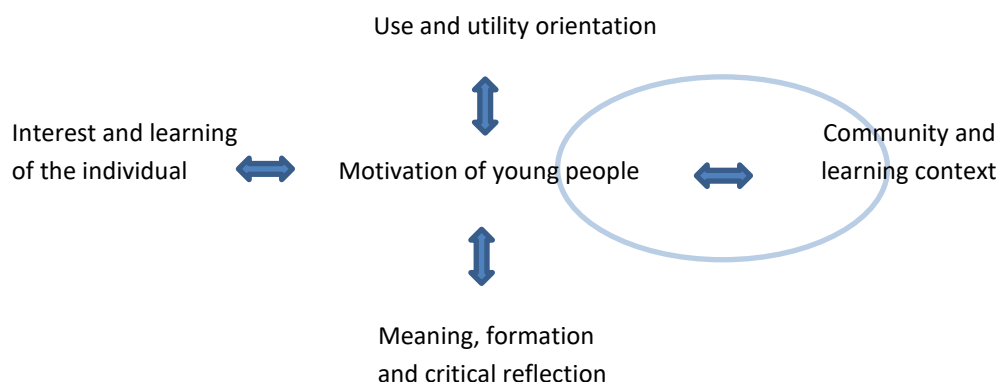 Use and utility orientation
Interest and learning
of the individual
Motivation of young people
Community and
learning context
Meaning, formation
and critical reflection